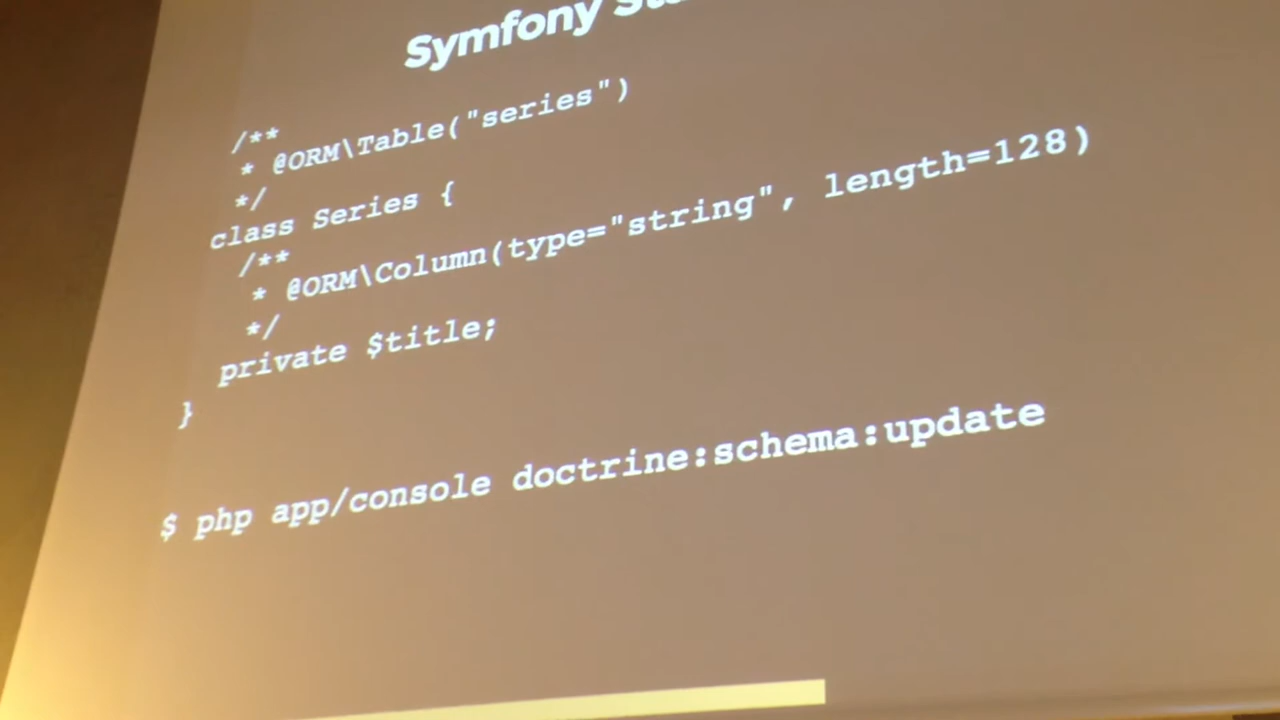 Symfony
/**
* @ORM\Table("series")
*/
class Series {
/**
* @ORM\Column(type="string", length=128)
*/
private $title;
}
$ php app/console doctrine:schema:update